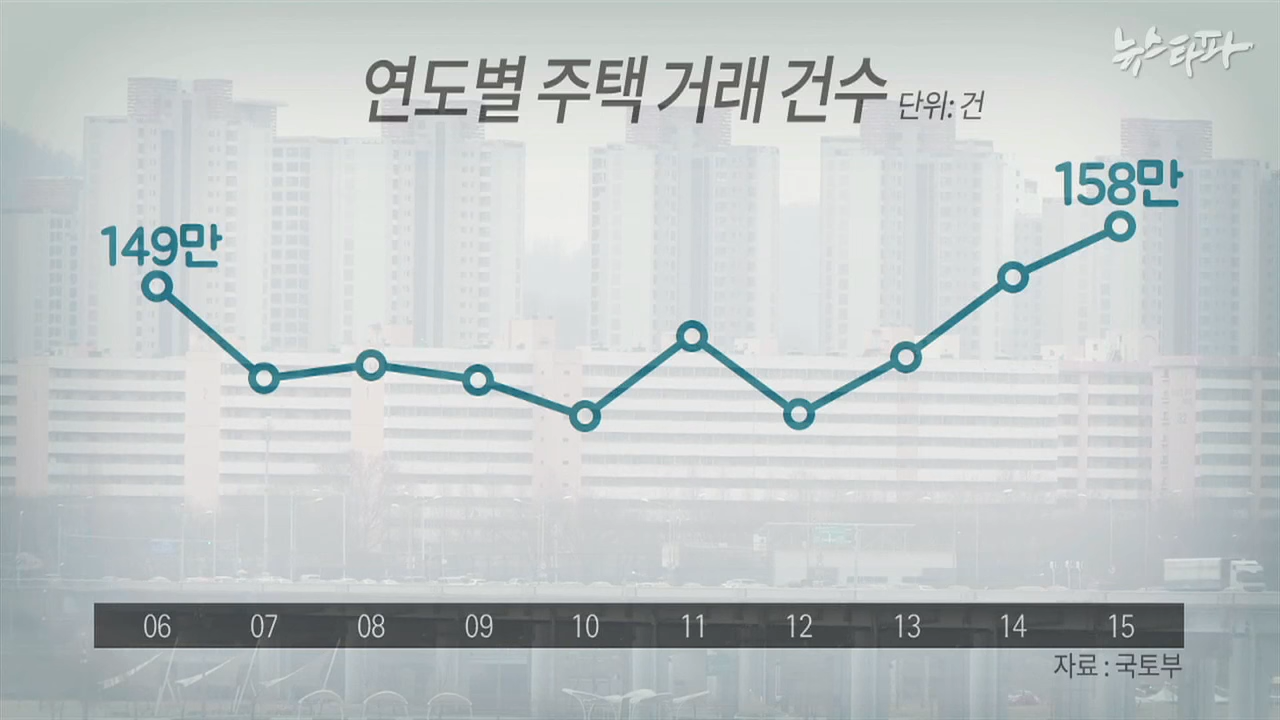 뉴스타파
연도별 주택 거래 건수 단위: 건
149만
158만
06 07 08 09 10 11 12 13 14 15
자료 : 국토부